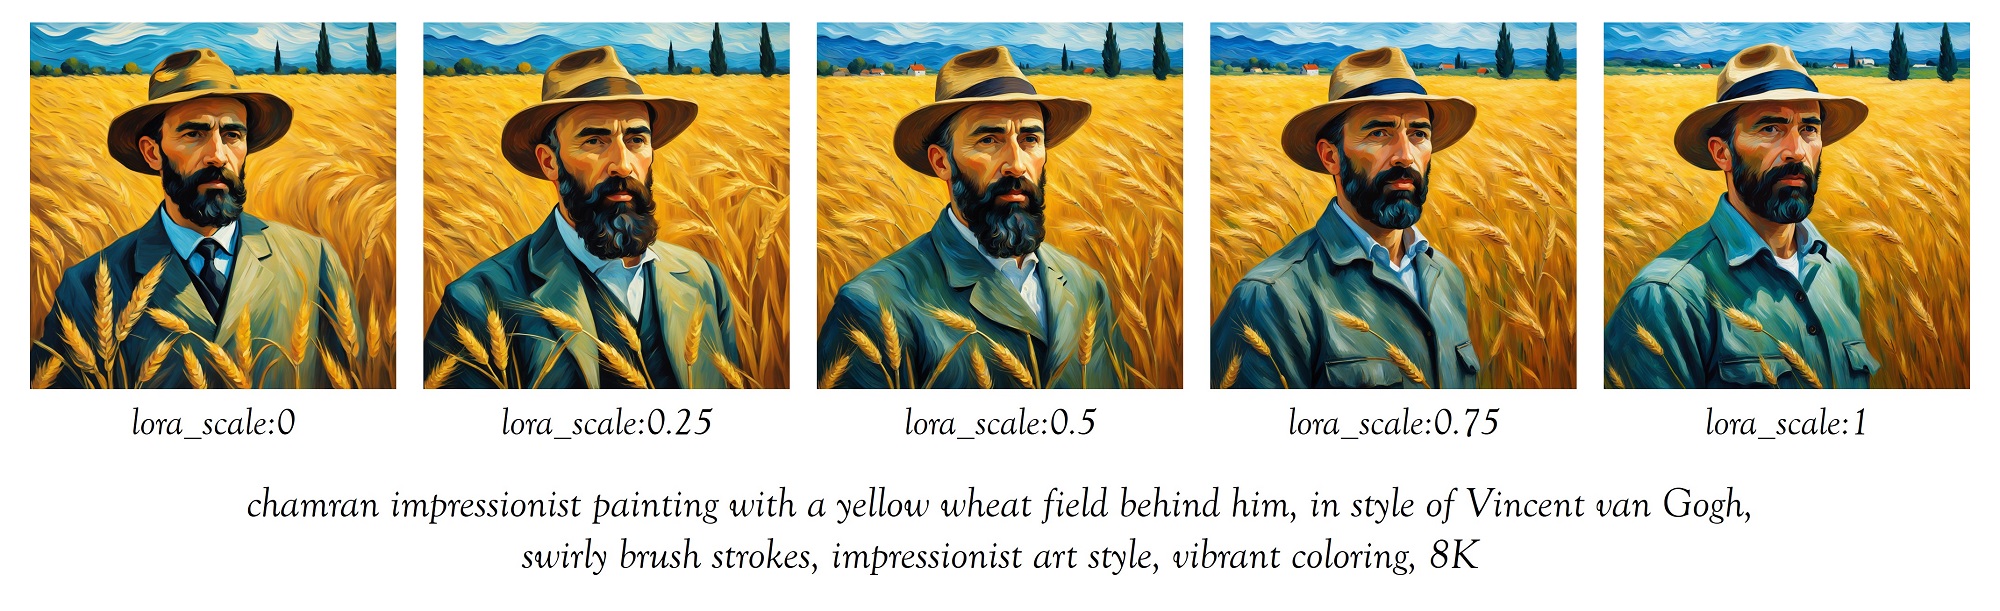 lora_scale:0
lora_scale:0.25
lora_scale:0.5
lora_scale:0.75
lora_scale:1
chamran impressionist painting with a yellow wheat field behind him, in style of Vincent van Gogh,
swirly brush strokes, impressionist art style, vibrant coloring, 8K